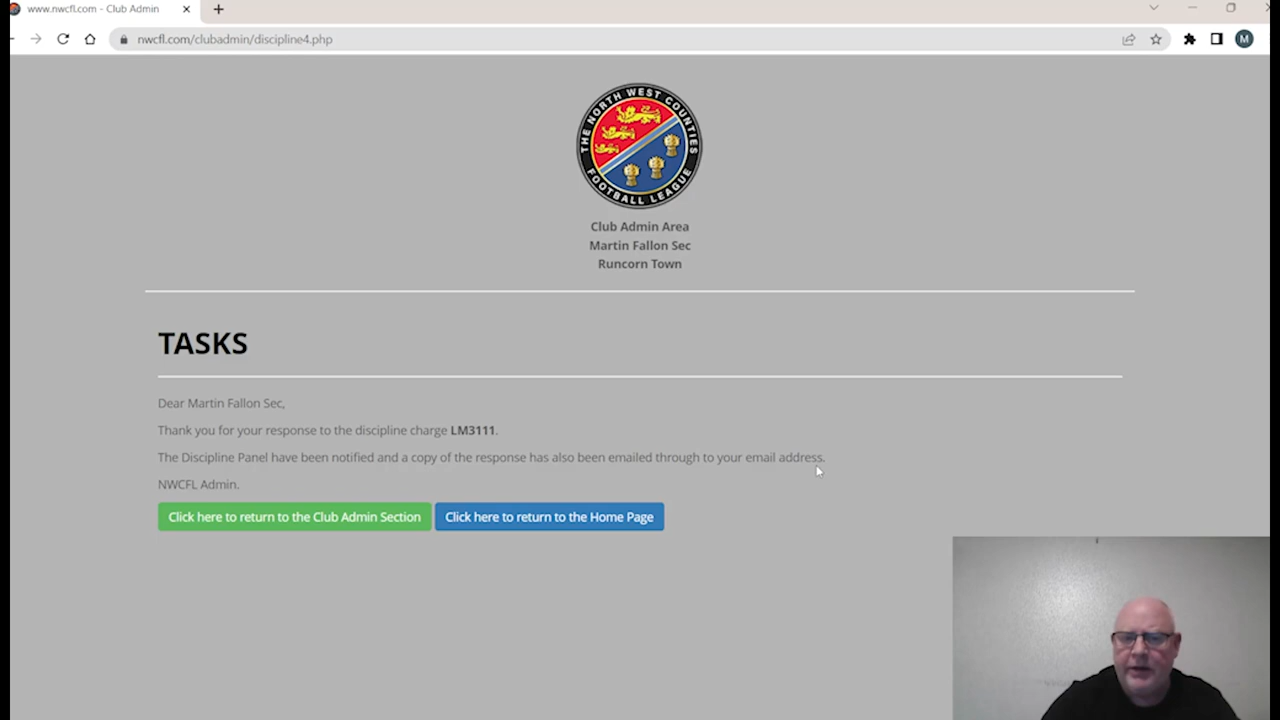 www.nwcfl.com - Club Admin
nwcfl.com/clubadmin/discipline4.php
M
THE NORTH WEST COUNTIES
FOOTBALL LEAGUE
Club Admin Area
Martin Fallon Sec
Runcorn Town
TASKS
Dear Martin Fallon Sec,
Thank you for your response to the discipline charge LM3111.
The Discipline Panel have been notified and a copy of the response has also been emailed through to your email address.
NWCFL Admin.
Click here to return to the Club Admin Section
Click here to return to the Home Page